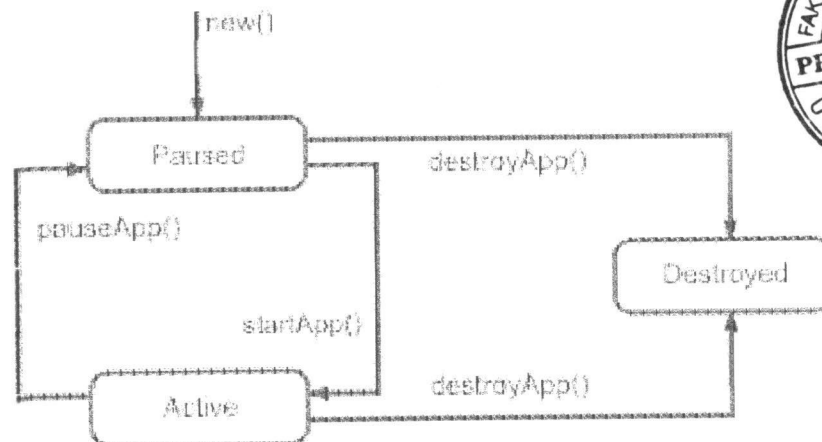 new()
Paused
destroyApp()
pauseApp()
Destroyed
startApp()
destroyApp()
Active